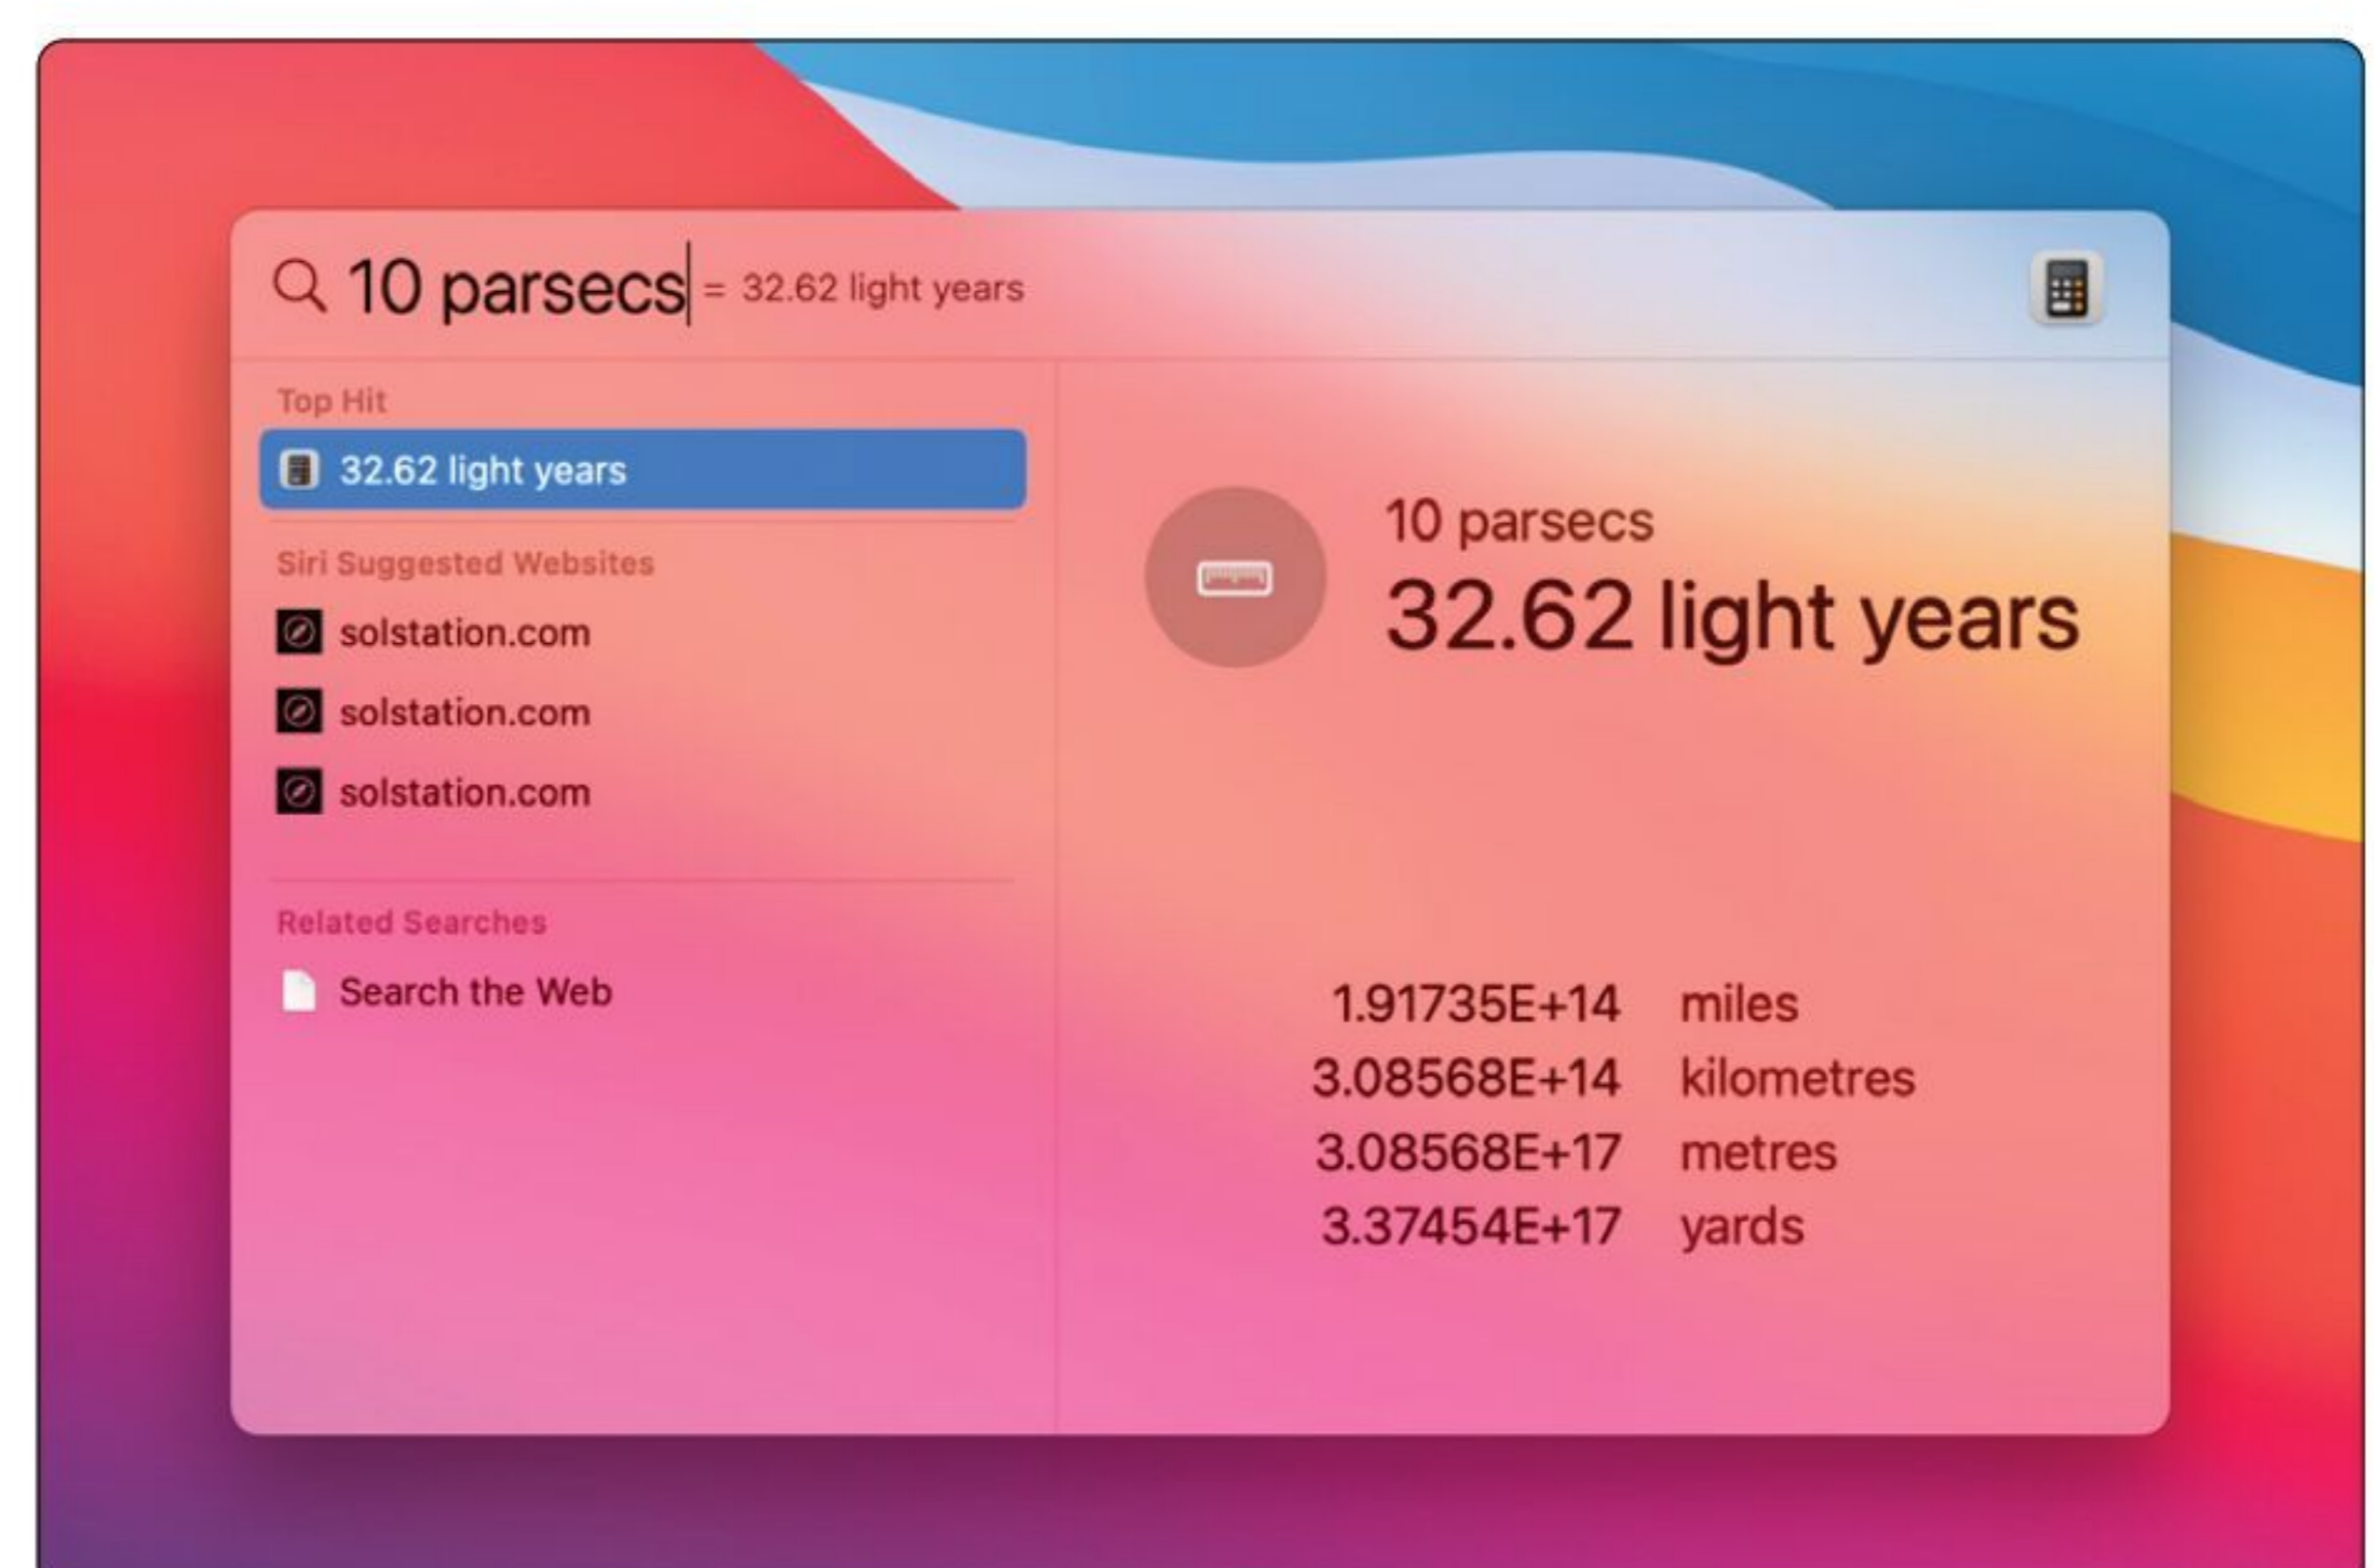 10 parsecs = 32.62 light years
Top Hit
32.62 light years
Siri Suggested Websites
solstation.com
solstation.com
solstation.com
Related Searches
Search the Web
10 parsecs
32.62 light years
1.91735E+14 miles
3.08568E+14 kilometres
3.08568E+17 metres
3.37454E+17 yards